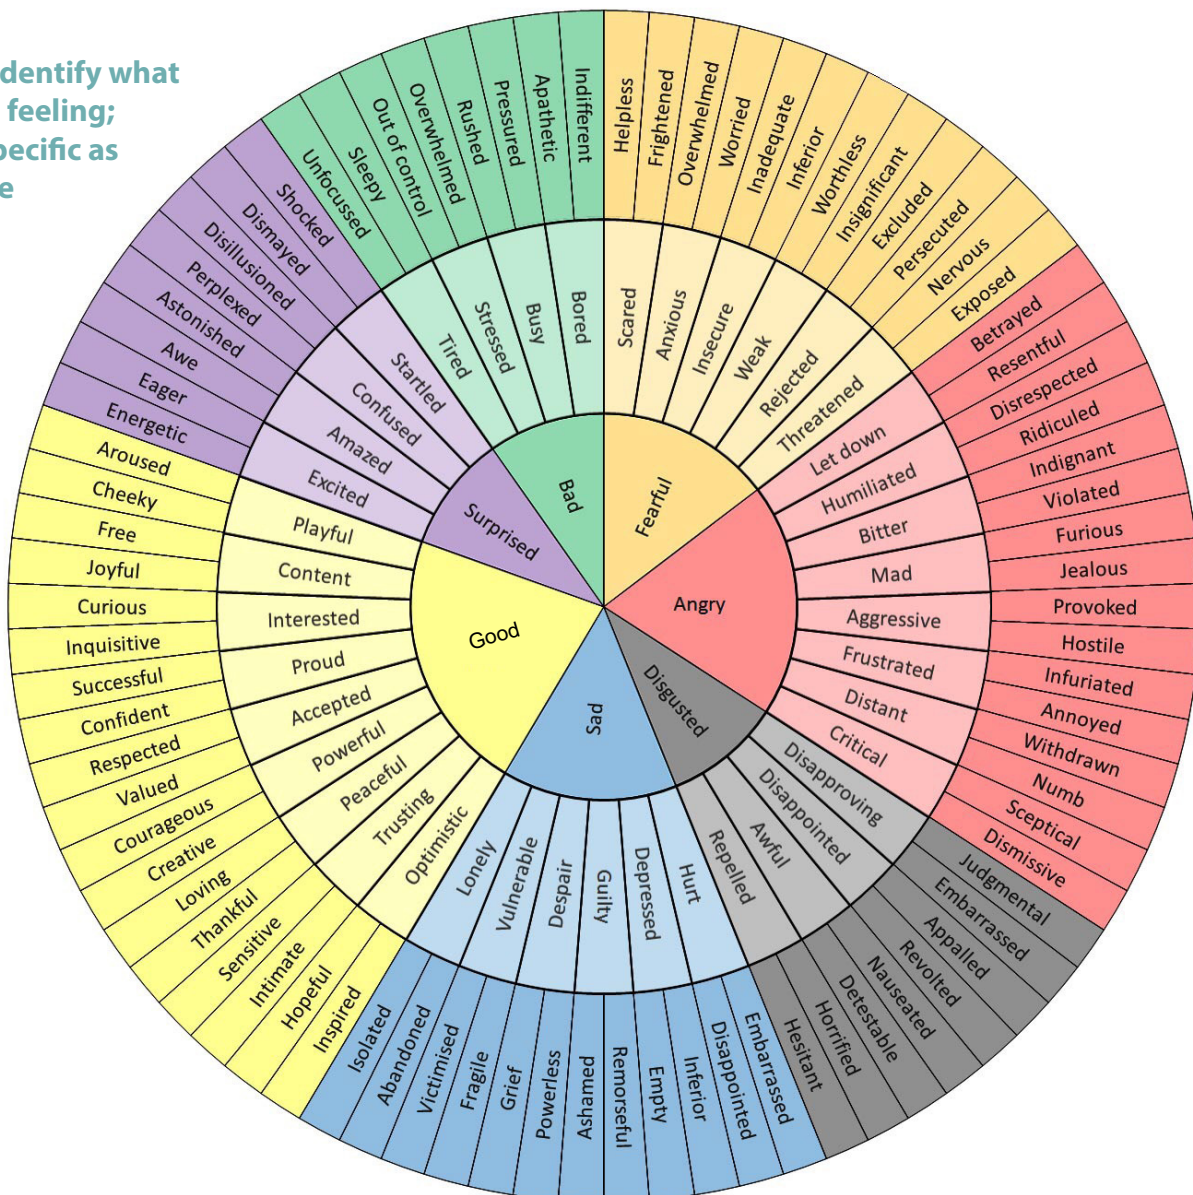 dentify what
feeling;
pecific as
e
Fearful
Angry
Disgusted
Sad
Good
Surprised
Bad
Scared
Anxious
Insecure
Weak
Rejected
Threatened
Let down
Humiliated
Bitter
Mad
Aggressive
Frustrated
Distant
Critical
Disapproving
Disappointed
Awful
Repelled
Hurt
Depressed
Guilty
Despair
Vulnerable
Lonely
Optimistic
Trusting
Peaceful
Powerful
Accepted
Proud
Interested
Content
Playful
Excited
Amazed
Confused
Startled
Tired
Stressed
Busy
Bored
Helpless
Frightened
Overwhelmed
Worried
Inadequate
Inferior
Worthless
Insignificant
Excluded
Persecuted
Nervous
Exposed
Betrayed
Resentful
Disrespected
Ridiculed
Indignant
Violated
Furious
Jealous
Provoked
Hostile
Infuriated
Annoyed
Withdrawn
Numb
Sceptical
Dismissive
Judgmental
Embarrassed
Appalled
Revolted
Nauseated
Detestable
Horrified
Hesitant
Embarrassed
Disappointed
Inferior
Empty
Remorseful
Ashamed
Powerless
Grief
Fragile
Victimised
Abandoned
Isolated
Inspired
Hopeful
Intimate
Sensitive
Thankful
Loving
Creative
Courageous
Valued
Respected
Confident
Successful
Inquisitive
Curious
Joyful
Free
Cheeky
Aroused
Energetic
Eager
Awe
Astonished
Perplexed
Disillusioned
Dismayed
Shocked
Unfocussed
Sleepy
Out of control
Overwhelmed
Rushed
Pressured
Apathetic
Indifferent